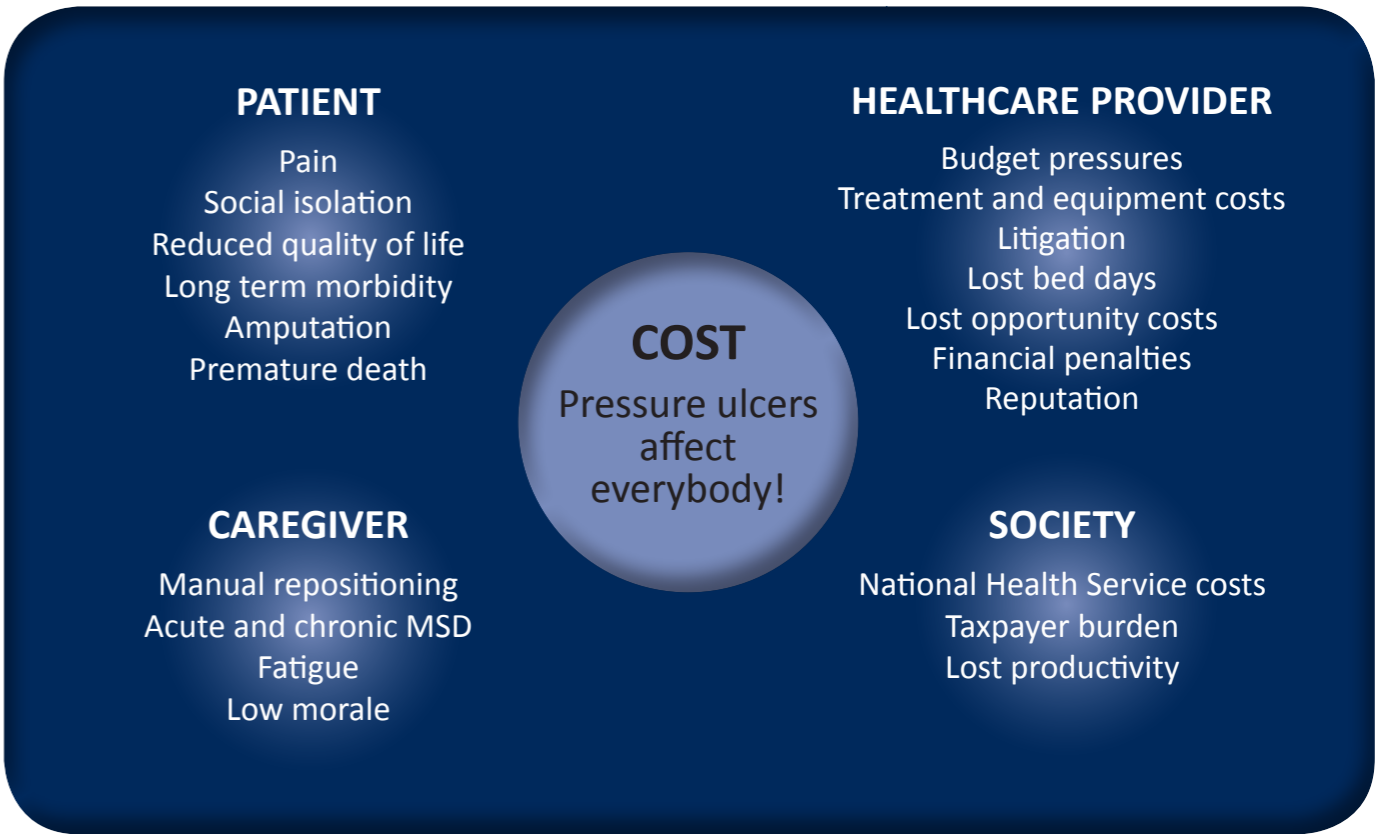 PATIENT
Pain
Social isolation
Reduced quality of life
Long term morbidity
Amputation
Premature death
HEALTHCARE PROVIDER
Budget pressures
Treatment and equipment costs
Litigation
Lost bed days
Lost opportunity costs
Financial penalties
Reputation
COST
Pressure ulcers
affect
everybody!
CAREGIVER
Manual repositioning
Acute and chronic MSD
Fatigue
Low morale
SOCIETY
National Health Service costs
Taxpayer burden
Lost productivity